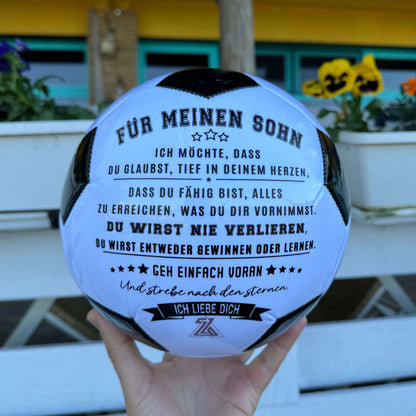 FÜR MEINEN SOHN
ICH MÖCHTE, DASS
DU GLAUBST, TIEF IN DEINEM HERZEN,
DASS DU FÄHIG BIST, ALLES
ZU ERREICHEN, WAS DU DIR VORNIMMST.
DU WIRST NIE VERLIEREN,
DU WIRST ENTWEDER GEWINNEN ODER LERNEN.
GEH EINFACH VORAN
Und strebe nach den sternen.
ICH LIEBE DICH